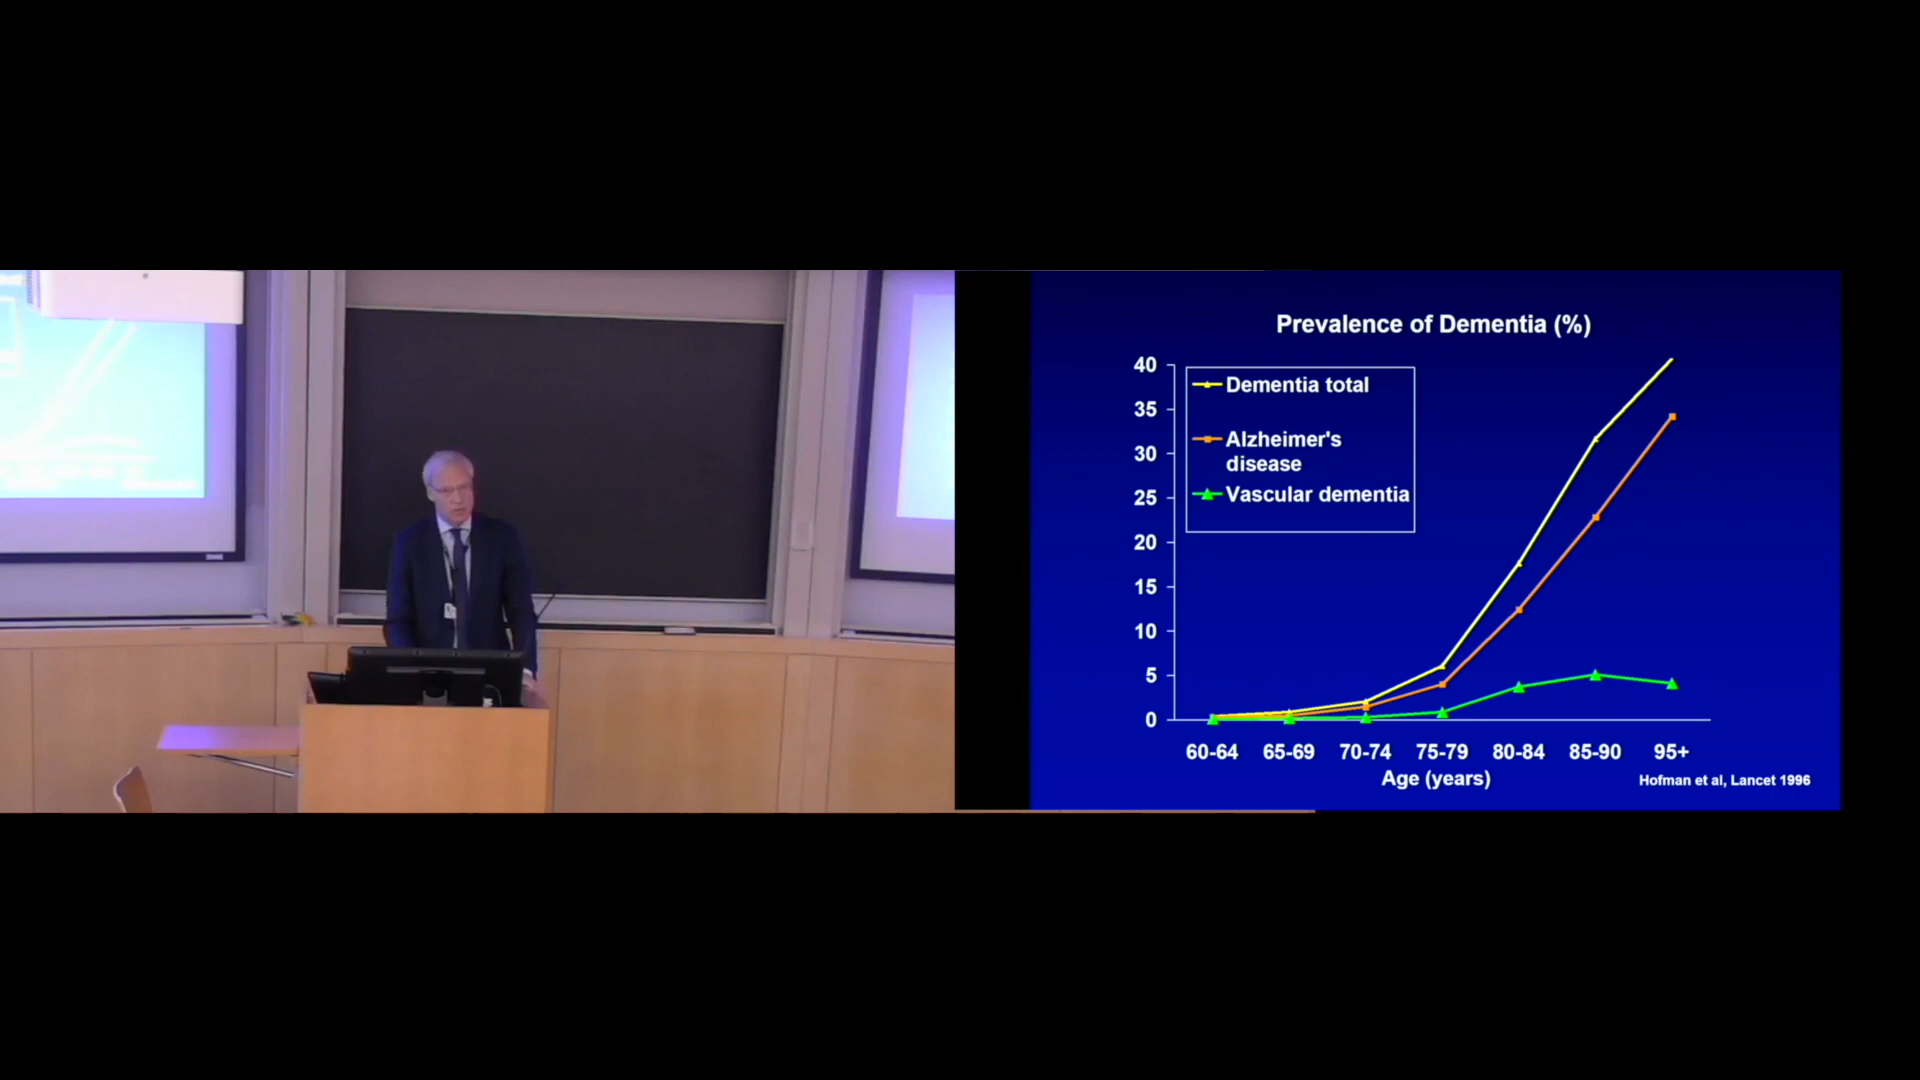 Prevalence of Dementia (%)
40
35
30
25
20
15
10
5
0
Dementia total
Alzheimer's
disease
Vascular dementia
60-64 65-69 70-74 75-79 80-84 85-90 95+
Age (years)
Hofman et al, Lancet 1996